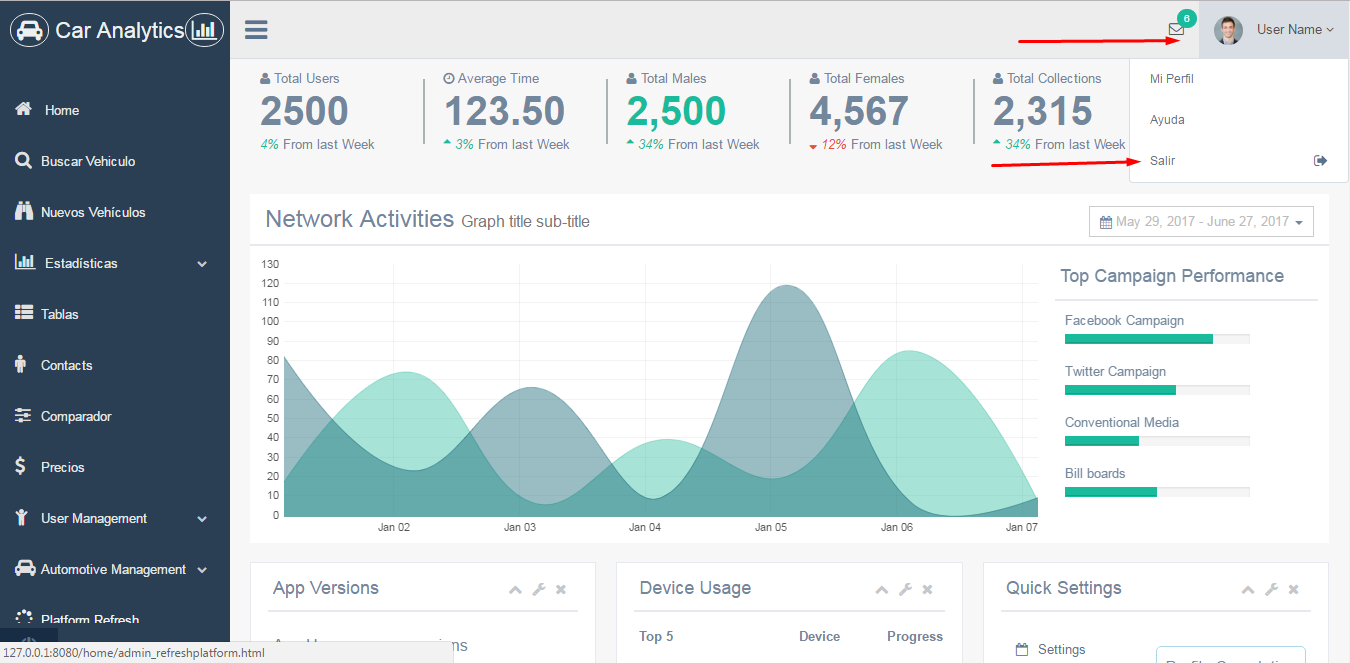 Car Analytics
6
User Name
Home
Buscar Vehiculo
Nuevos Vehículos
Estadísticas
Tablas
Contacts
Comparador
Precios
User Management
Automotive Management
Platform Refresh
127.0.0.1:8080/home/admin_refreshplatform.html
Mi Perfil
Ayuda
Salir
Total Users
2500
4% From last Week
Average Time
123.50
3% From last Week
Total Males
2,500
34% From last Week
Total Females
4,567
12% From last Week
Total Collections
2,315
34% From last Week
Network Activities Graph title sub-title
May 29, 2017 - June 27, 2017
130
120
110
100
90
80
70
60
50
40
30
20
10
0
Jan 02 Jan 03 Jan 04 Jan 05 Jan 06 Jan 07
Top Campaign Performance
Facebook Campaign
Twitter Campaign
Conventional Media
Bill boards
App Versions
Device Usage
Top 5 Device Progress
Quick Settings
Settings